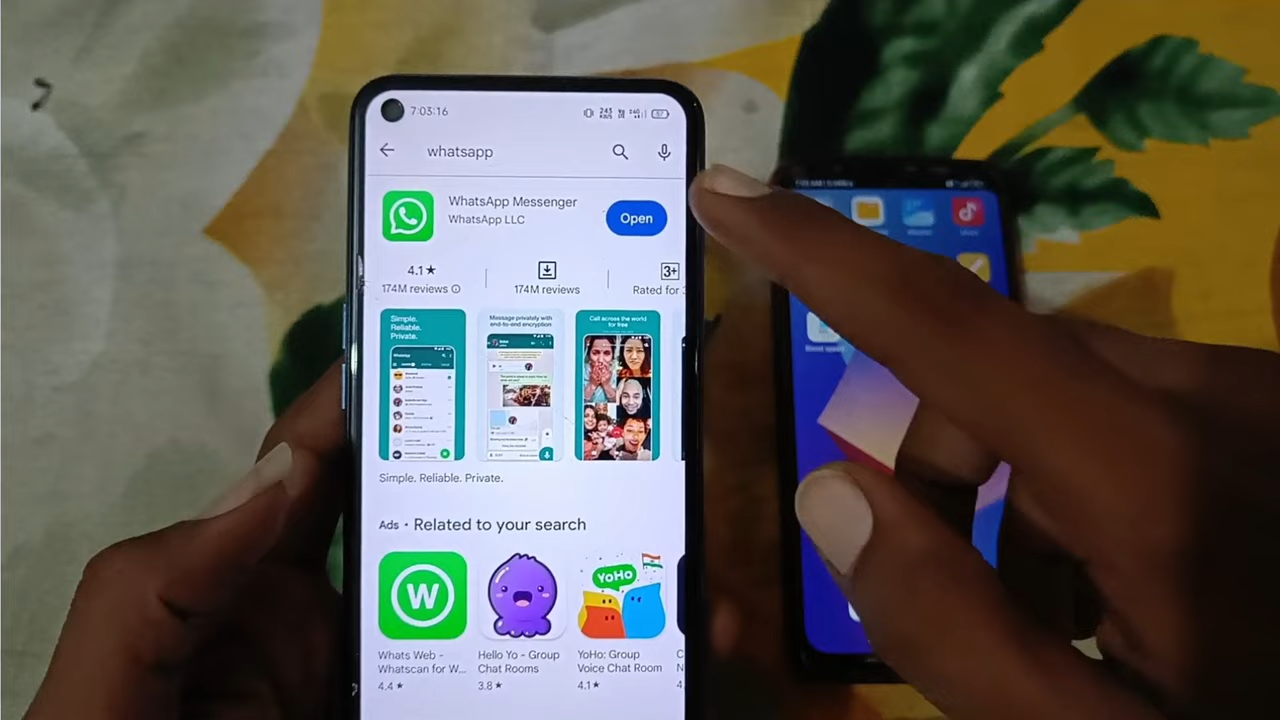 7:03:16
whatsapp
WhatsApp Messenger
WhatsApp LLC
Open
4.1★
174M reviews
174M reviews
3+
Rated for
Simple.
Reliable.
Private.
Message privately with
end-to-end encryption
Call across the world
for free
WhatsApp
Simple. Reliable. Private.
Ads • Related to your search
W
YoHo
Whats Web -
Whatscan for W...
4.4 ★
Hello Yo - Group
Chat Rooms
3.8 ★
YoHo: Group
Voice Chat Room
4.1★
C
N
4